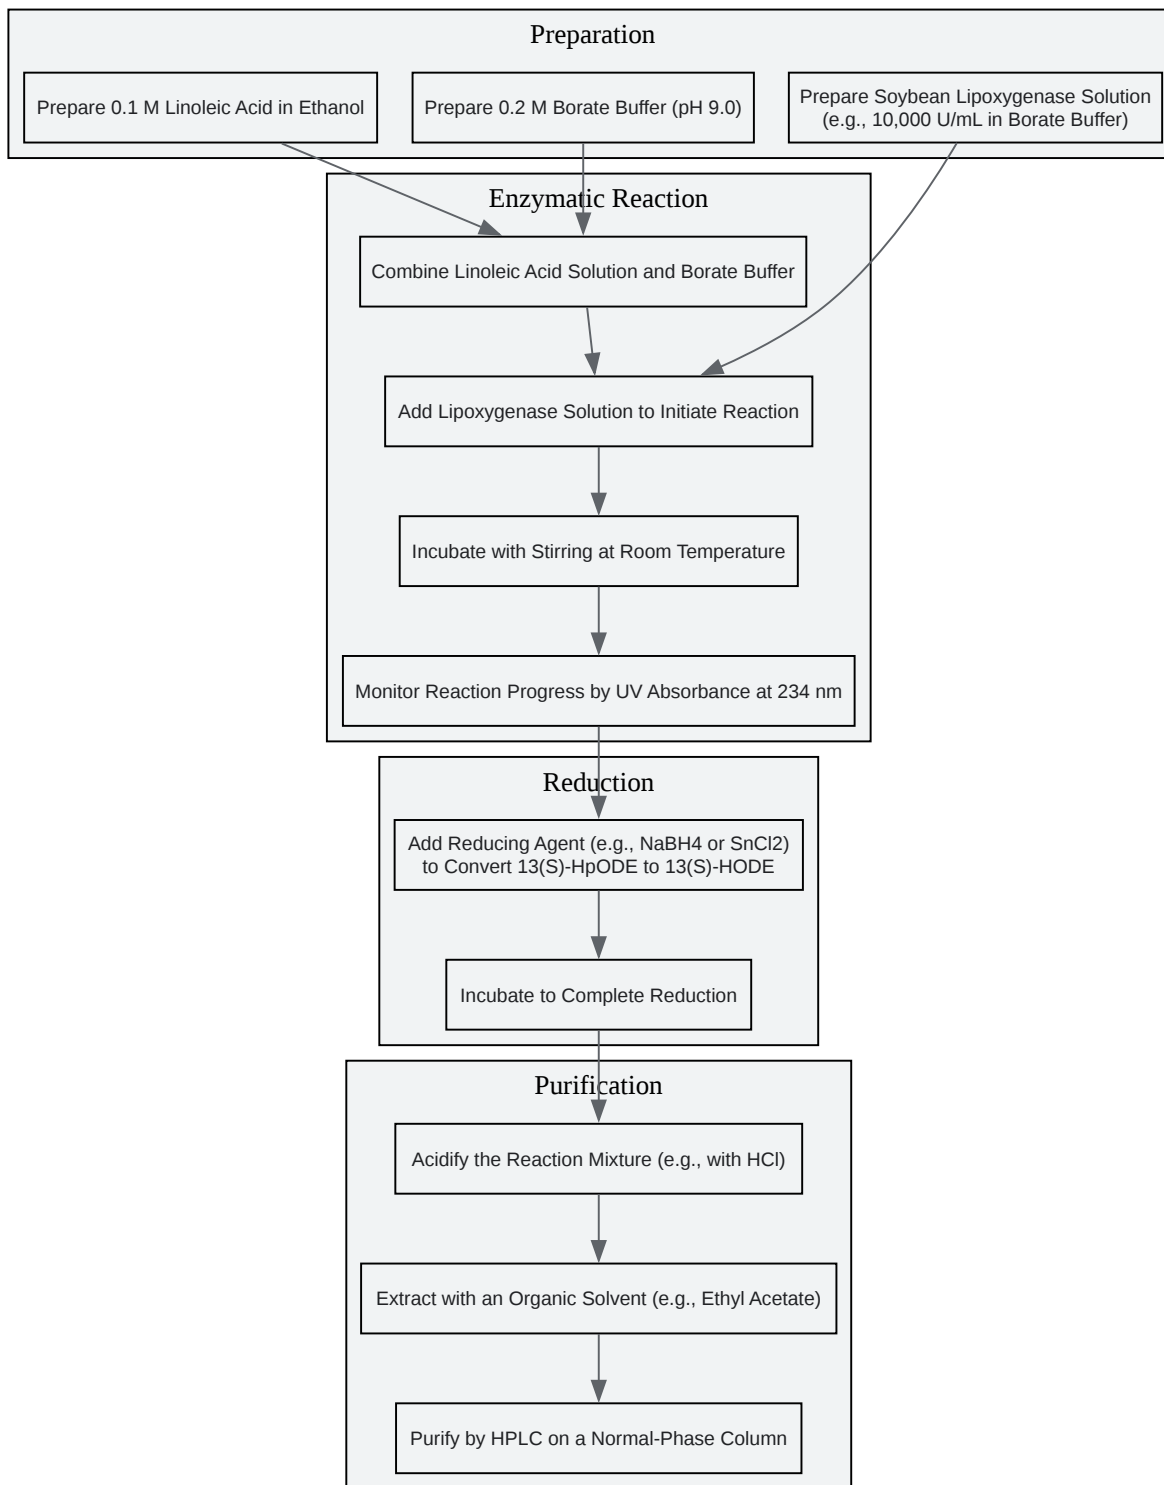 Preparation
Prepare 0.1 M Linoleic Acid in Ethanol
Prepare 0.2 M Borate Buffer (pH 9.0)
Prepare Soybean Lipoxygenase Solution
(e.g., 10,000 U/mL in Borate Buffer)
Enzymatic Reaction
Combine Linoleic Acid Solution and Borate Buffer
Add Lipoxygenase Solution to Initiate Reaction
Incubate with Stirring at Room Temperature
Monitor Reaction Progress by UV Absorbance at 234 nm
Reduction
Add Reducing Agent (e.g., NaBH4 or SnCl2)
to Convert 13(S)-HpODE to 13(S)-HODE
Incubate to Complete Reduction
Purification
Acidify the Reaction Mixture (e.g., with HCl)
Extract with an Organic Solvent (e.g., Ethyl Acetate)
Purify by HPLC on a Normal-Phase Column